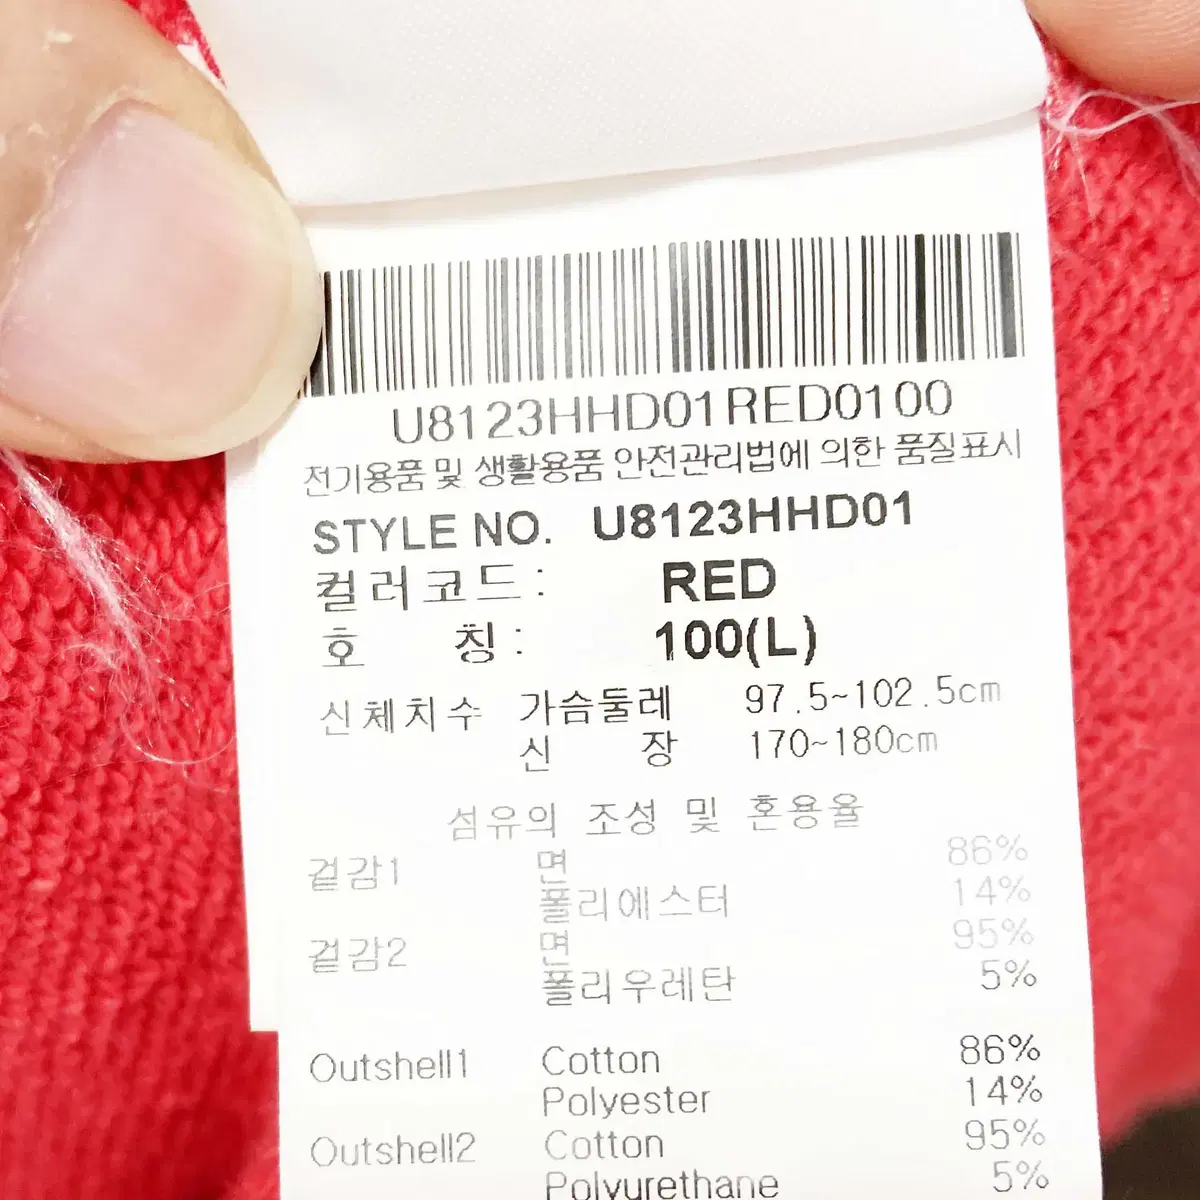 U8123HHD01RED0100
전기용품 및 생활용품 안전관리법에 의한 품질표시
STYLE NO. U8123HHD01
컬러코드 : RED
호 칭 : 100(L)
신체치수 가슴둘레 97.5~102.5cm
신 장 170~180cm
섬유의 조성 및 혼용율
겉감1 면 86%
폴리에스터 14%
겉감2 면 95%
폴리우레탄 5%
Outshell1 Cotton 86%
Polyester 14%
Outshell2 Cotton 95%
Polyurethane 5%